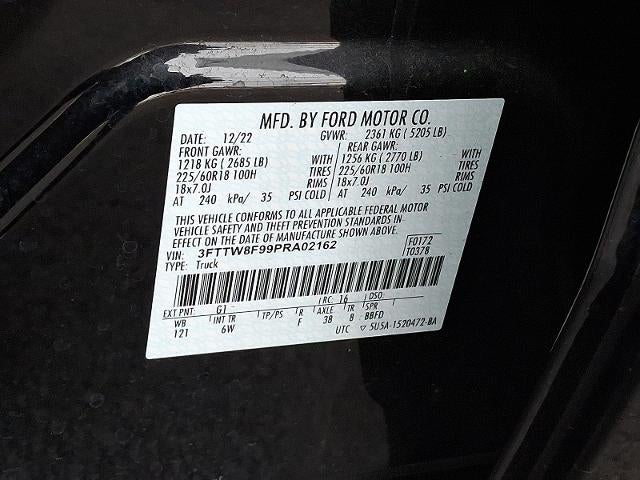 MFD. BY FORD MOTOR CO.
DATE: 12/22 GVWR: 2361 KG ( 5205 LB)
FRONT GAWR: REAR GAWR:
1218 KG ( 2685 LB) WITH 1256 KG ( 2770 LB) WITH
225/60R18 100H TIRES 225/60R18 100H TIRES
18x7.0J RIMS 18x7.0J RIMS
AT 240 kPa/ 35 PSI COLD AT 240 kPa/ 35 PSI COLD
THIS VEHICLE CONFORMS TO ALL APPLICABLE FEDERAL MOTOR
VEHICLE SAFETY AND THEFT PREVENTION STANDARDS IN
EFFECT ON THE DATE OF MANUFACTURE SHOWN ABOVE.
VIN: 3FTTW8F99PRA02162 F0172
TYPE: Truck T0378
EXT PNT: G1 RC: 16 DSO:
WB INT TR TP/PS R AXLE TR SPR
121 6W F 38 8 BBFD
UTC ▽ 5U5A-1520472-BA